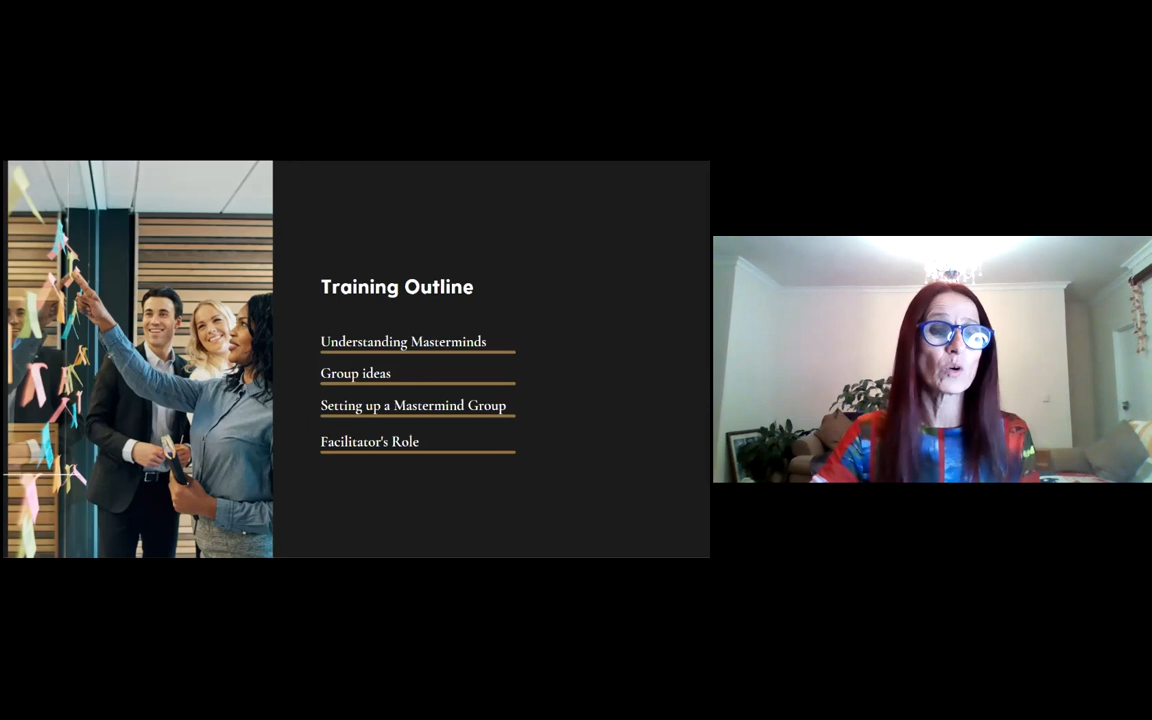 Training Outline
Understanding Masterminds
Group ideas
Setting up a Mastermind Group
Facilitator's Role